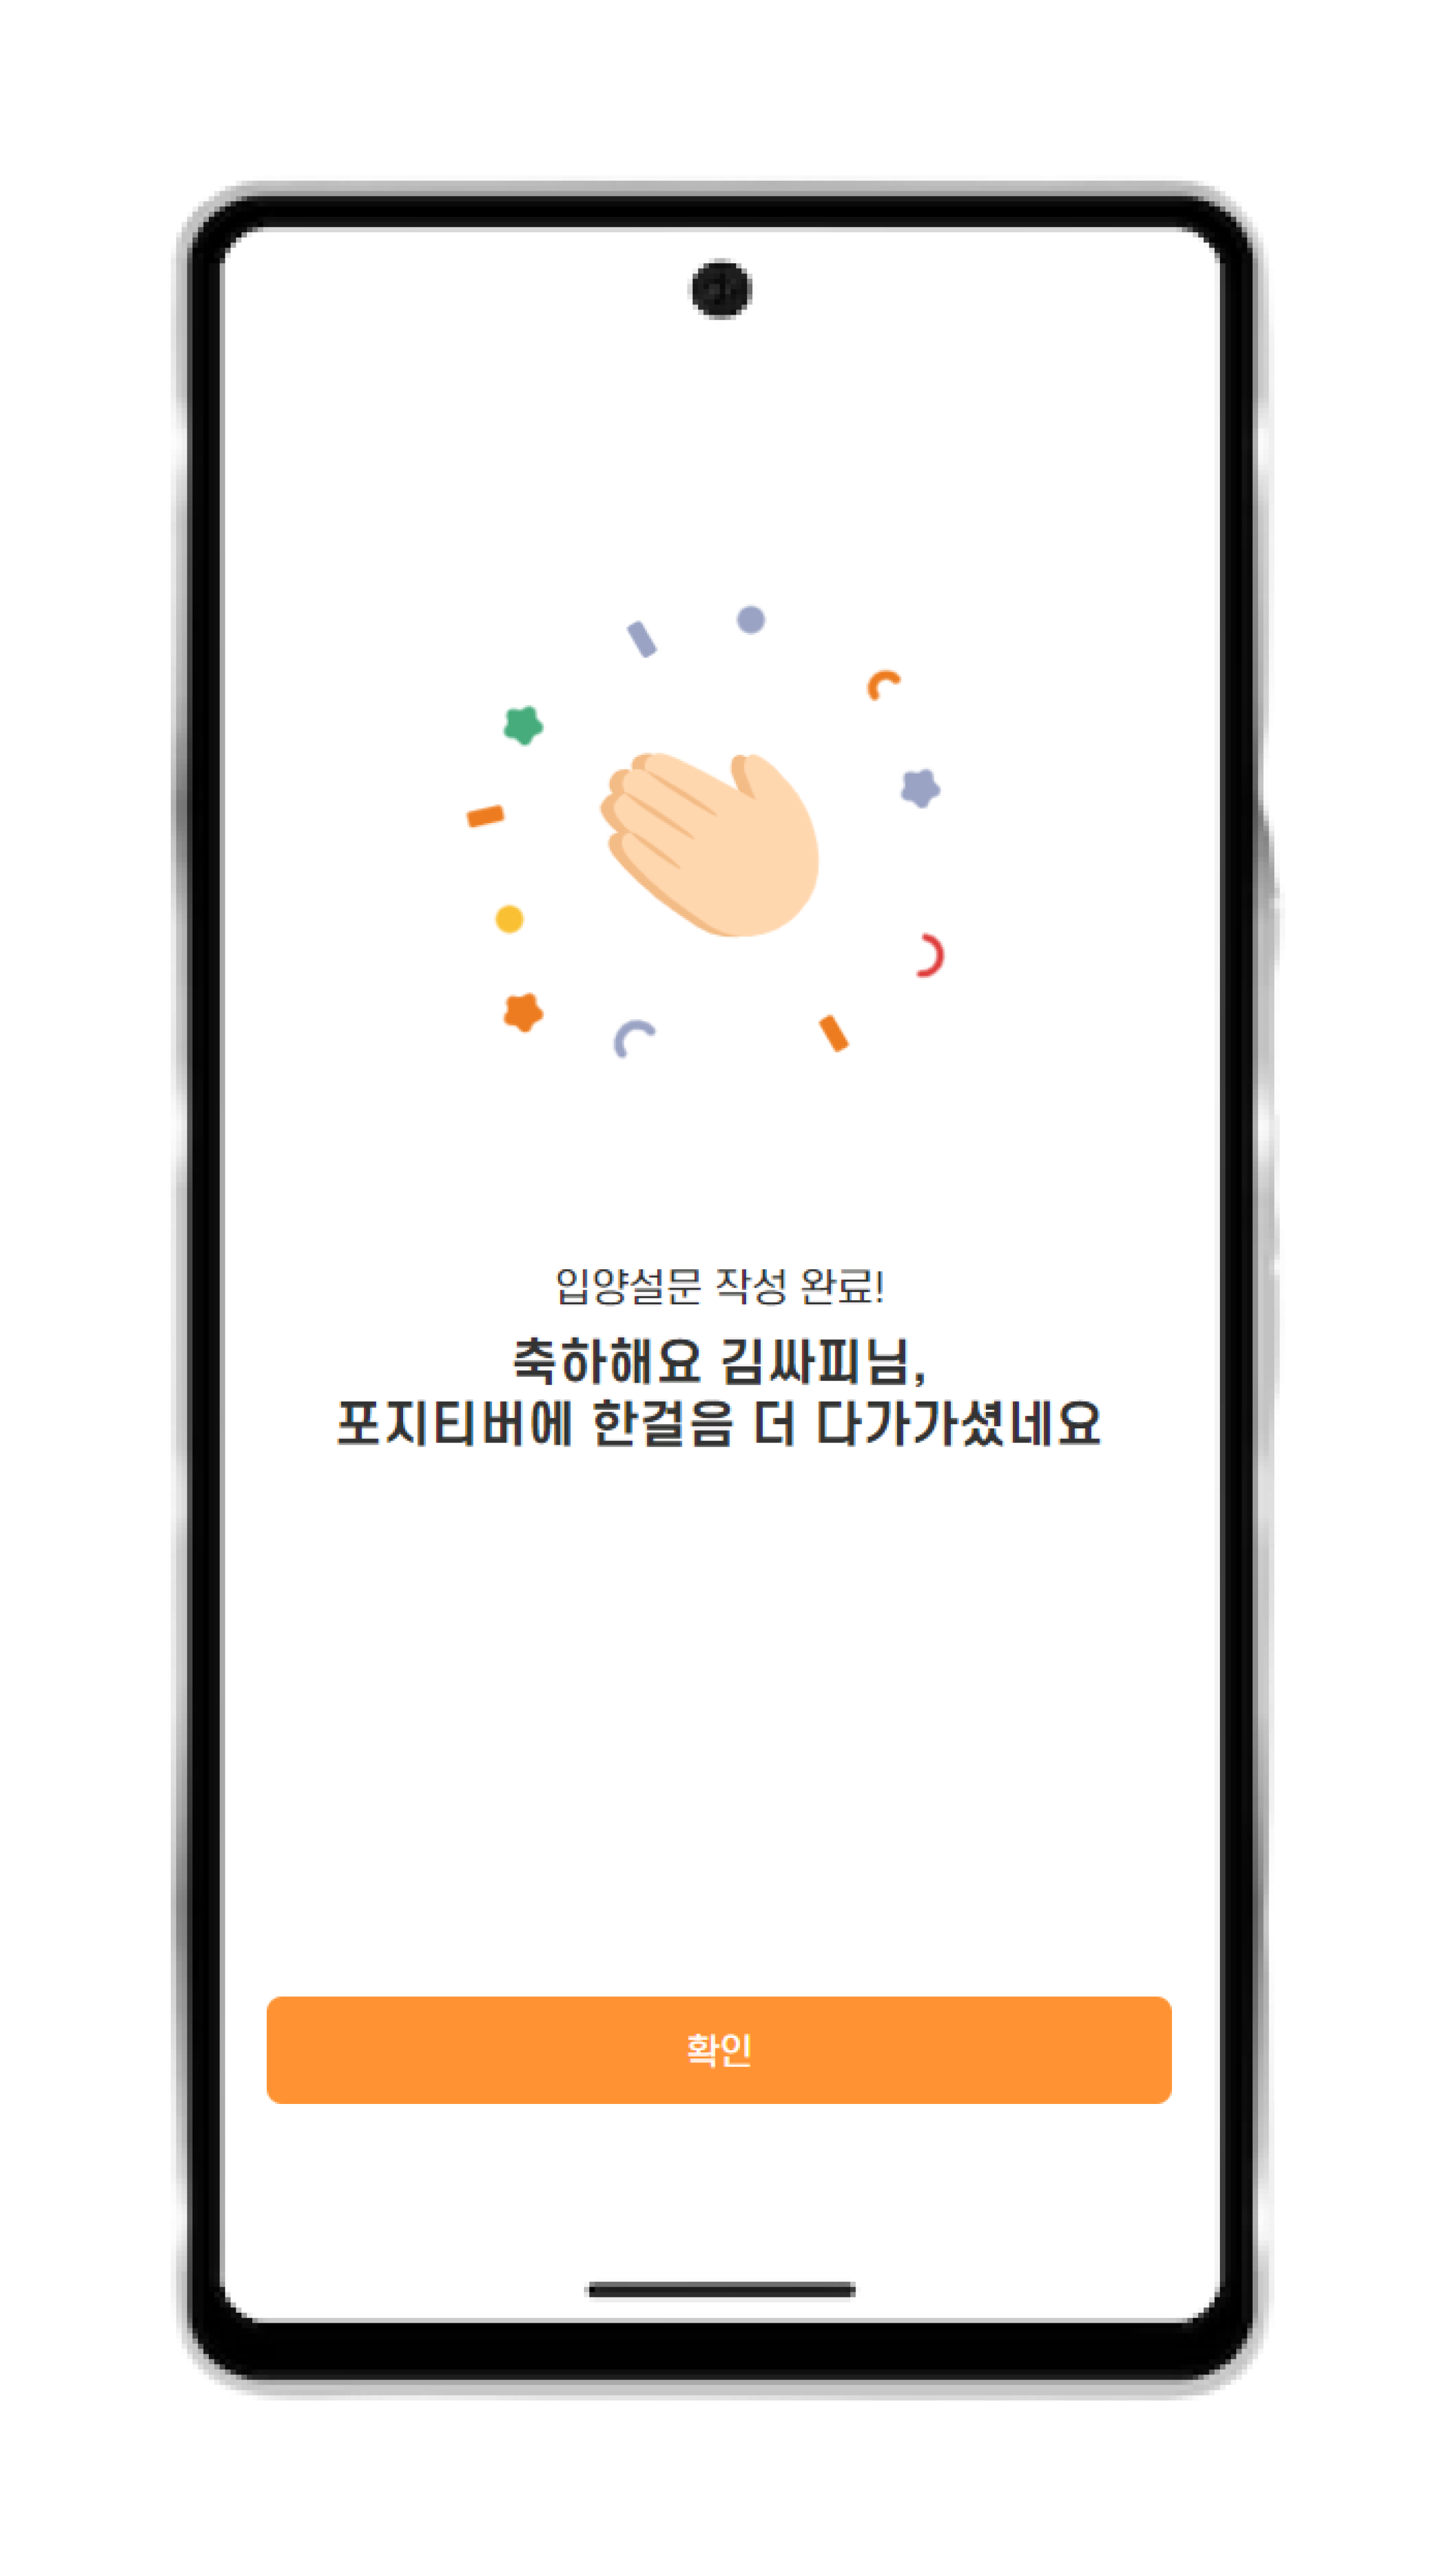 입양설문 작성 완료!
축하해요 김싸피님,
포지티버에 한걸음 더 다가가셨네요
확인